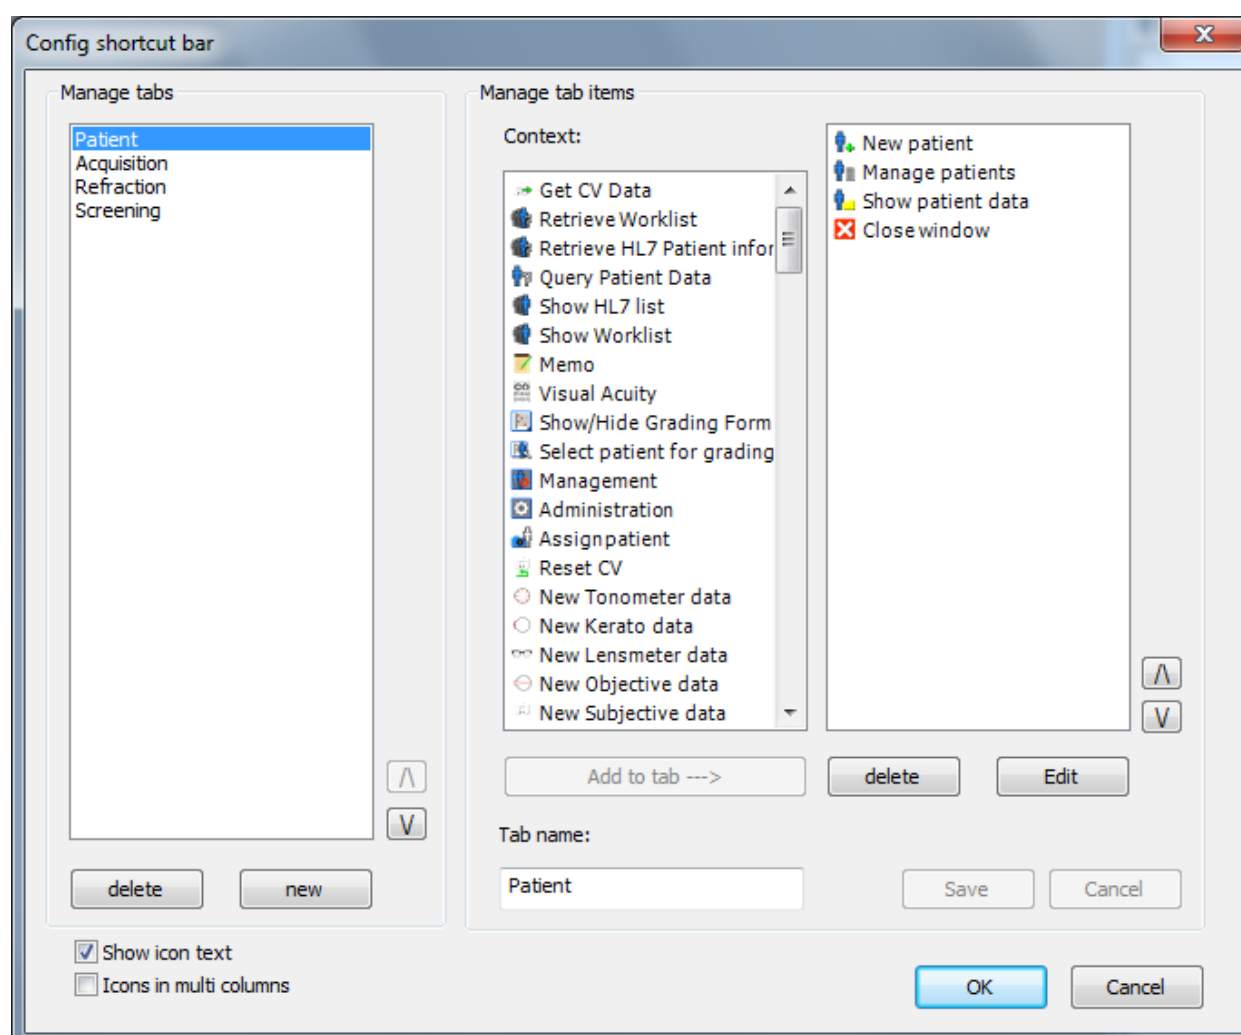 Config shortcut bar
Manage tabs
Patient
Acquisition
Refraction
Screening
/\
V
delete
new
Show icon text
Icons in multi columns
Manage tab items
Context:
Get CV Data
Retrieve Worklist
Retrieve HL7 Patient infor
Query Patient Data
Show HL7 list
Show Worklist
Memo
Visual Acuity
Show/Hide Grading Form
Select patient for grading
Management
Administration
Assign patient
Reset CV
New Tonometer data
New Kerato data
New Lensmeter data
New Objective data
New Subjective data
New patient
Manage patients
Show patient data
Close window
/\
V
Add to tab --->
delete
Edit
Tab name:
Patient
Save
Cancel
OK
Cancel